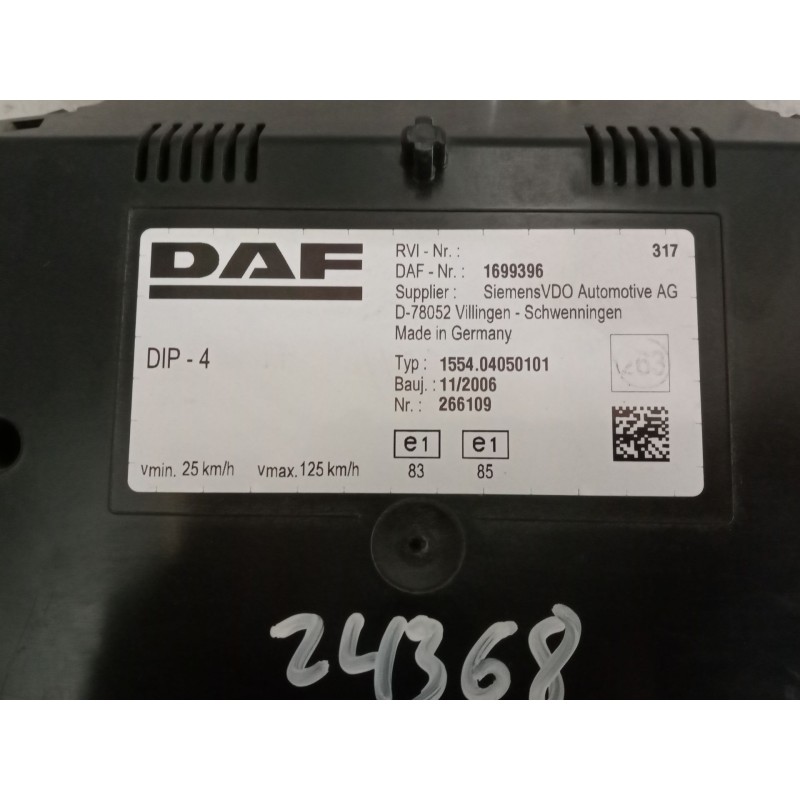 DAF
RVI - Nr. : 317
DAF - Nr. : 1699396
Supplier : SiemensVDO Automotive AG
D-78052 Villingen - Schwenningen
Made in Germany
DIP - 4
Typ : 1554.04050101
Bauj. : 11/2006
Nr. : 266109
e1 e1
83 85
vmin. 25 km/h vmax. 125 km/h
24368